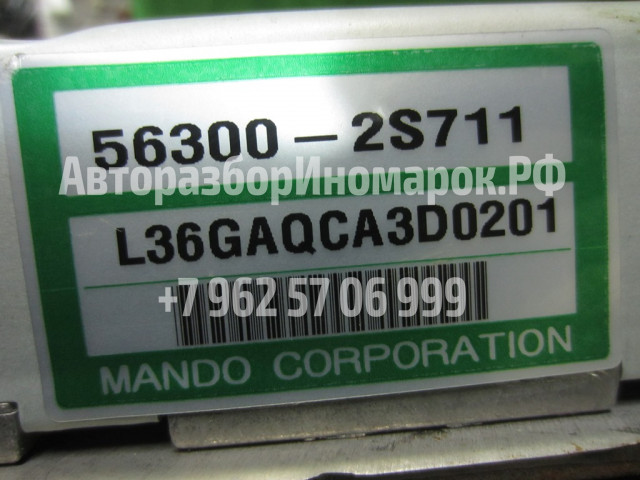 56300-2S711
АвторазборИномарок.РФ
L36GAQCA3D0201
+7 962 57 06 999
MANDO CORPORATION